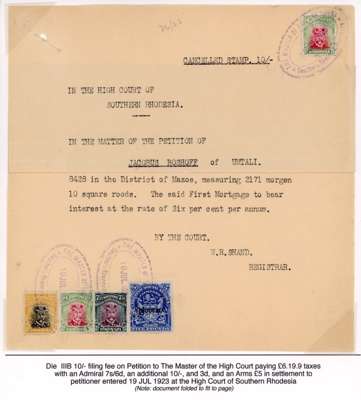 CANCELLED STAMP. 10/-
IN THE HIGH COURT OF
SOUTHERN RHODESIA.
IN THE MATTER OF THE PETITION OF
JACOBUS ROSHOFF of UMTALI.
8428 in the District of Mazoe, measuring 2171 morgen
10 square roods. The said First Mortgage to bear
interest at the rate of Six per cent per annum.
BY THE COURT.
W.R.SHAND.
REGISTRAR.
Die IIIB 10/- filing fee on Petition to The Master of the High Court paying £6.19.9 taxes
with an Admiral 7s/6d, an additional 10/-, and 3d, and an Arms £5 in settlement to
petitioner entered 19 JUL 1923 at the High Court of Southern Rhodesia
(Note: document folded to fit to page)